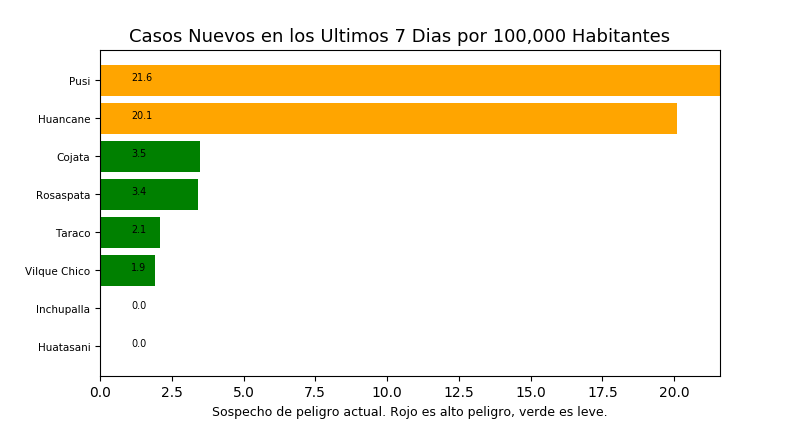 Casos Nuevos en los Ultimos 7 Dias por 100,000 Habitantes
Pusi 21.6
Huancane 20.1
Cojata 3.5
Rosaspata 3.4
Taraco 2.1
Vilque Chico 1.9
Inchupalla 0.0
Huatasani 0.0
0.0 2.5 5.0 7.5 10.0 12.5 15.0 17.5 20.0
Sospecho de peligro actual. Rojo es alto peligro, verde es leve.